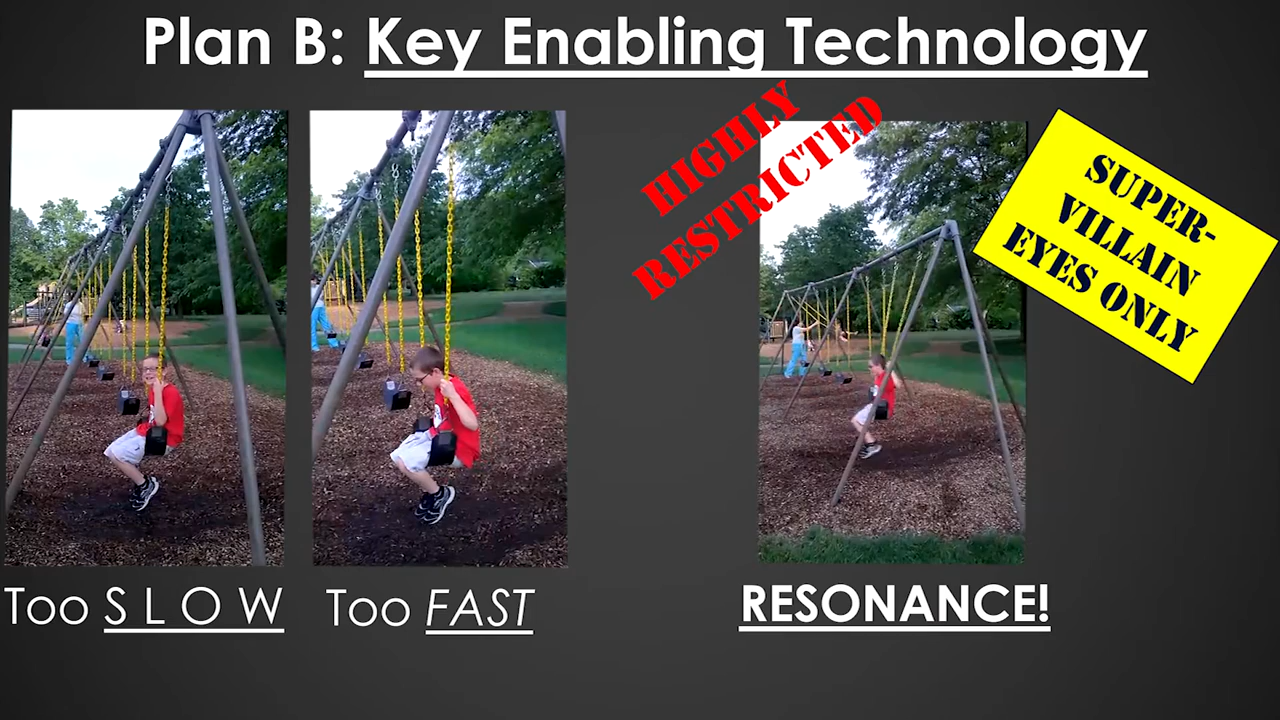 Plan B: Key Enabling Technology
HIGHLY
RESTRICTED
SUPER-
VILLAIN
EYES ONLY
Too S L O W
Too FAST
RESONANCE!